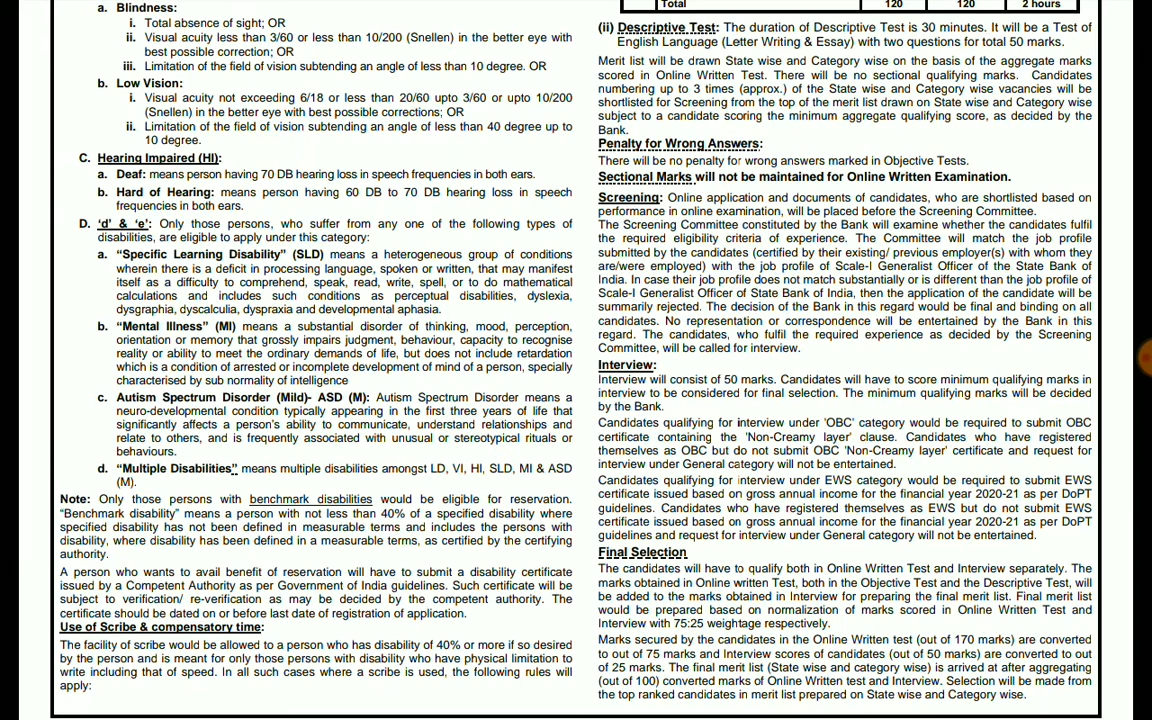 a. Blindness:
i. Total absence of sight; OR
ii. Visual acuity less than 3/60 or less than 10/200 (Snellen) in the better eye with
best possible correction; OR
iii. Limitation of the field of vision subtending an angle of less than 10 degree. OR
b. Low Vision:
i. Visual acuity not exceeding 6/18 or less than 20/60 upto 3/60 or upto 10/200
(Snellen) in the better eye with best possible corrections; OR
ii. Limitation of the field of vision subtending an angle of less than 40 degree up to
10 degree.
C. Hearing Impaired (HI):
a. Deaf: means person having 70 DB hearing loss in speech frequencies in both ears.
b. Hard of Hearing: means person having 60 DB to 70 DB hearing loss in speech
frequencies in both ears.
D. 'd' & 'e': Only those persons, who suffer from any one of the following types of
disabilities, are eligible to apply under this category:
a. "Specific Learning Disability" (SLD) means a heterogeneous group of conditions
wherein there is a deficit in processing language, spoken or written, that may manifest
itself as a difficulty to comprehend, speak, read, write, spell, or to do mathematical
calculations and includes such conditions as perceptual disabilities, dyslexia,
dysgraphia, dyscalculia, dyspraxia and developmental aphasia.
b. "Mental Illness" (MI) means a substantial disorder of thinking, mood, perception,
orientation or memory that grossly impairs judgment, behaviour, capacity to recognise
reality or ability to meet the ordinary demands of life, but does not include retardation
which is a condition of arrested or incomplete development of mind of a person, specially
characterised by sub normality of intelligence
c. Autism Spectrum Disorder (Mild)- ASD (M): Autism Spectrum Disorder means a
neuro-developmental condition typically appearing in the first three years of life that
significantly affects a person's ability to communicate, understand relationships and
relate to others, and is frequently associated with unusual or stereotypical rituals or
behaviours.
d. "Multiple Disabilities" means multiple disabilities amongst LD, VI, HI, SLD, MI & ASD
(M).
Note: Only those persons with benchmark disabilities would be eligible for reservation.
"Benchmark disability" means a person with not less than 40% of a specified disability where
specified disability has not been defined in measurable terms and includes the persons with
disability, where disability has been defined in a measurable terms, as certified by the certifying
authority.
A person who wants to avail benefit of reservation will have to submit a disability certificate
issued by a Competent Authority as per Government of India guidelines. Such certificate will be
subject to verification/ re-verification as may be decided by the competent authority. The
certificate should be dated on or before last date of registration of application.
Use of Scribe & compensatory time:
The facility of scribe would be allowed to a person who has disability of 40% or more if so desired
by the person and is meant for only those persons with disability who have physical limitation to
write including that of speed. In all such cases where a scribe is used, the following rules will
apply:
Total 120 120 2 hours
(ii) Descriptive Test: The duration of Descriptive Test is 30 minutes. It will be a Test of
English Language (Letter Writing & Essay) with two questions for total 50 marks.
Merit list will be drawn State wise and Category wise on the basis of the aggregate marks
scored in Online Written Test. There will be no sectional qualifying marks. Candidates
numbering up to 3 times (approx.) of the State wise and Category wise vacancies will be
shortlisted for Screening from the top of the merit list drawn on State wise and Category wise
subject to a candidate scoring the minimum aggregate qualifying score, as decided by the
Bank.
Penalty for Wrong Answers:
There will be no penalty for wrong answers marked in Objective Tests.
Sectional Marks will not be maintained for Online Written Examination.
Screening: Online application and documents of candidates, who are shortlisted based on
performance in online examination, will be placed before the Screening Committee.
The Screening Committee constituted by the Bank will examine whether the candidates fulfil
the required eligibility criteria of experience. The Committee will match the job profile
submitted by the candidates (certified by their existing/ previous employer(s) with whom they
are/were employed) with the job profile of Scale-I Generalist Officer of the State Bank of
India. In case their job profile does not match substantially or is different than the job profile of
Scale-I Generalist Officer of State Bank of India, then the application of the candidate will be
summarily rejected. The decision of the Bank in this regard would be final and binding on all
candidates. No representation or correspondence will be entertained by the Bank in this
regard. The candidates, who fulfil the required experience as decided by the Screening
Committee, will be called for interview.
Interview:
Interview will consist of 50 marks. Candidates will have to score minimum qualifying marks in
interview to be considered for final selection. The minimum qualifying marks will be decided
by the Bank.
Candidates qualifying for interview under 'OBC' category would be required to submit OBC
certificate containing the 'Non-Creamy layer' clause. Candidates who have registered
themselves as OBC but do not submit OBC 'Non-Creamy layer' certificate and request for
interview under General category will not be entertained.
Candidates qualifying for interview under EWS category would be required to submit EWS
certificate issued based on gross annual income for the financial year 2020-21 as per DoPT
guidelines. Candidates who have registered themselves as EWS but do not submit EWS
certificate issued based on gross annual income for the financial year 2020-21 as per DoPT
guidelines and request for interview under General category will not be entertained.
Final Selection
The candidates will have to qualify both in Online Written Test and Interview separately. The
marks obtained in Online written Test, both in the Objective Test and the Descriptive Test, will
be added to the marks obtained in Interview for preparing the final merit list. Final merit list
would be prepared based on normalization of marks scored in Online Written Test and
Interview with 75:25 weightage respectively.
Marks secured by the candidates in the Online Written test (out of 170 marks) are converted
to out of 75 marks and Interview scores of candidates (out of 50 marks) are converted to out
of 25 marks. The final merit list (State wise and category wise) is arrived at after aggregating
(out of 100) converted marks of Online Written test and Interview. Selection will be made from
the top ranked candidates in merit list prepared on State wise and Category wise.